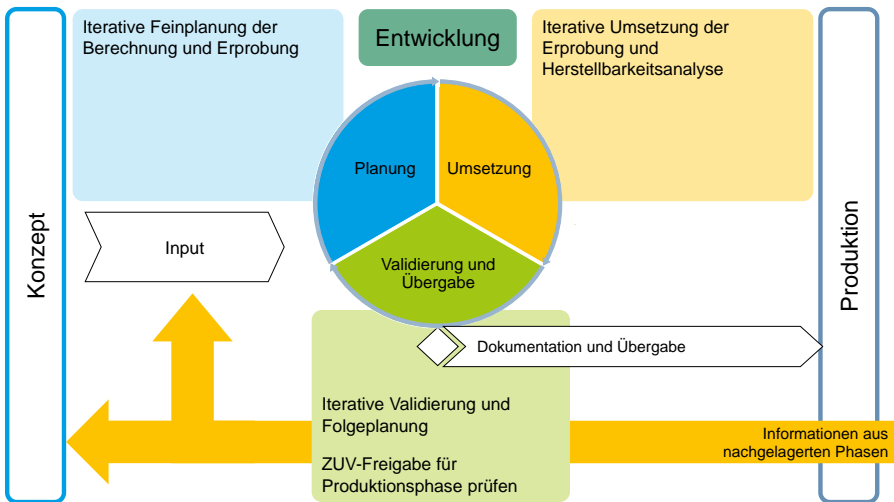 Iterative Feinplanung der
Berechnung und Erprobung
Entwicklung
Iterative Umsetzung der
Erprobung und
Herstellbarkeitsanalyse
Planung
Umsetzung
Validierung und
Übergabe
Konzept
Input
Produktion
Dokumentation und Übergabe
Iterative Validierung und
Folgeplanung
ZUV-Freigabe für
Produktionsphase prüfen
Informationen aus
nachgelagerten Phasen